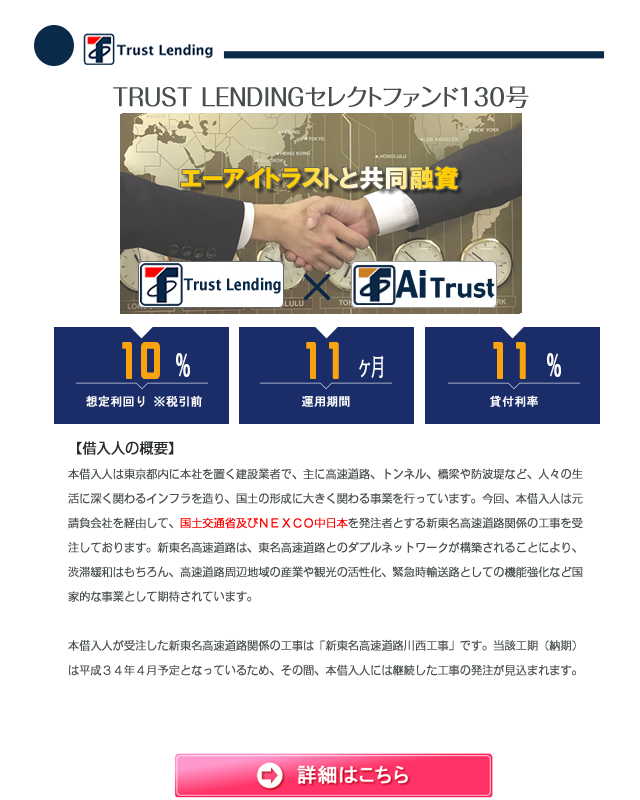 Trust Lending
TRUST LENDINGセレクトファンド130号
PEKING
TOKYO
HONG KONG
BANGKOK
HONOLULU
LOS ANGELES
NEW YORK
エーアイトラストと共同融資
Trust Lending × Ai Trust
10 % 11 ヶ月 11 %
想定利回り ※税引前 運用期間 貸付利率
【借入人の概要】
本借入人は東京都内に本社を置く建設業者で、主に高速道路、トンネル、橋梁や防波堤など、人々の生
活に深く関わるインフラを造り、国土の形成に大きく関わる事業を行っています。今回、本借入人は元
請負会社を経由して、国土交通省及びＮＥＸＣＯ中日本を発注者とする新東名高速道路関係の工事を受
注しております。新東名高速道路は、東名高速道路とのダブルネットワークが構築されることにより、
渋滞緩和はもちろん、高速道路周辺地域の産業や観光の活性化、緊急時輸送路としての機能強化など国
家的な事業として期待されています。
本借入人が受注した新東名高速道路関係の工事は「新東名高速道路川西工事」です。当該工期（納期）
は平成３４年４月予定となっているため、その間、本借入人には継続した工事の発注が見込まれます。
詳細はこちら